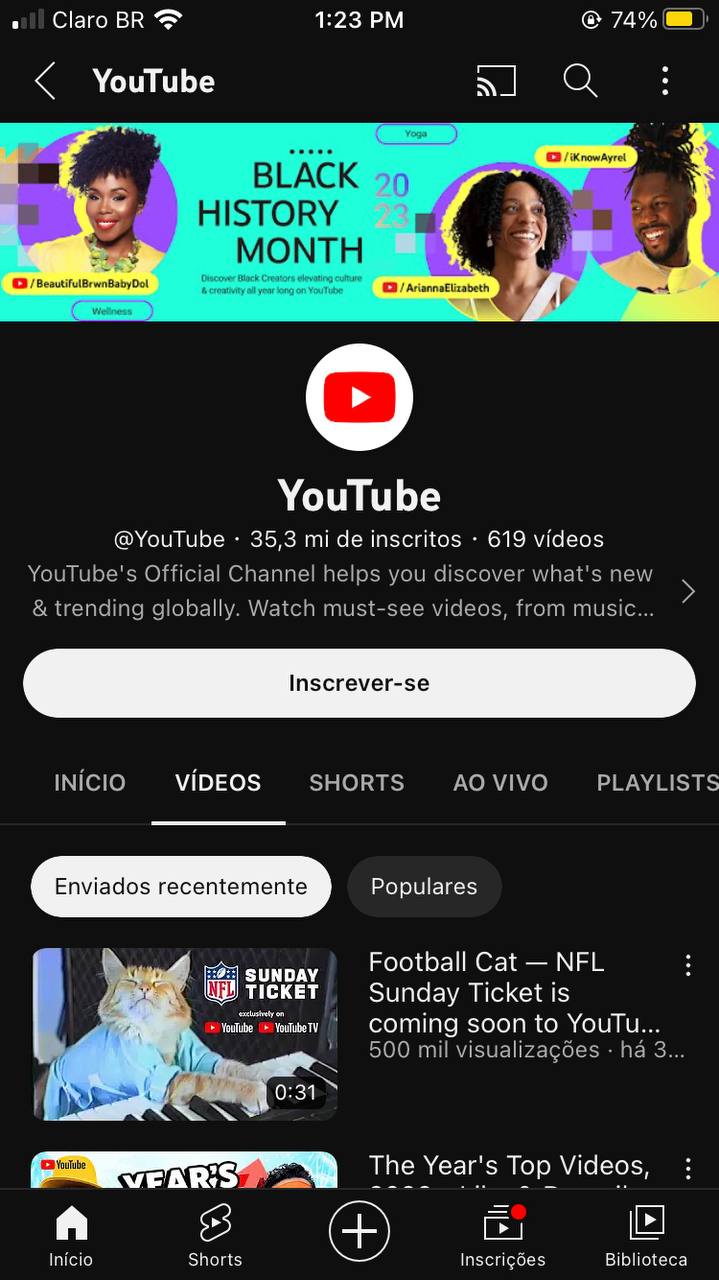 Claro BR
1:23 PM
74%
YouTube
Yoga
/iKnowAyrel
BLACK
HISTORY
MONTH
20
23
Discover Black Creators elevating culture
& creativity all year long on YouTube
/BeautifulBrwnBabyDol
/AriannaElizabeth
Wellness
YouTube
@YouTube · 35,3 mi de inscritos · 619 vídeos
YouTube's Official Channel helps you discover what's new
& trending globally. Watch must-see videos, from music...
Inscrever-se
INÍCIO VÍDEOS SHORTS AO VIVO PLAYLISTS
Enviados recentemente Populares
NFL
SUNDAY
TICKET
exclusively on
YouTube YouTubeTV
0:31
Football Cat — NFL
Sunday Ticket is
coming soon to YouTu...
500 mil visualizações · há 3...
YouTube
YEAR'S
The Year's Top Videos,
Início Shorts Inscrições Biblioteca